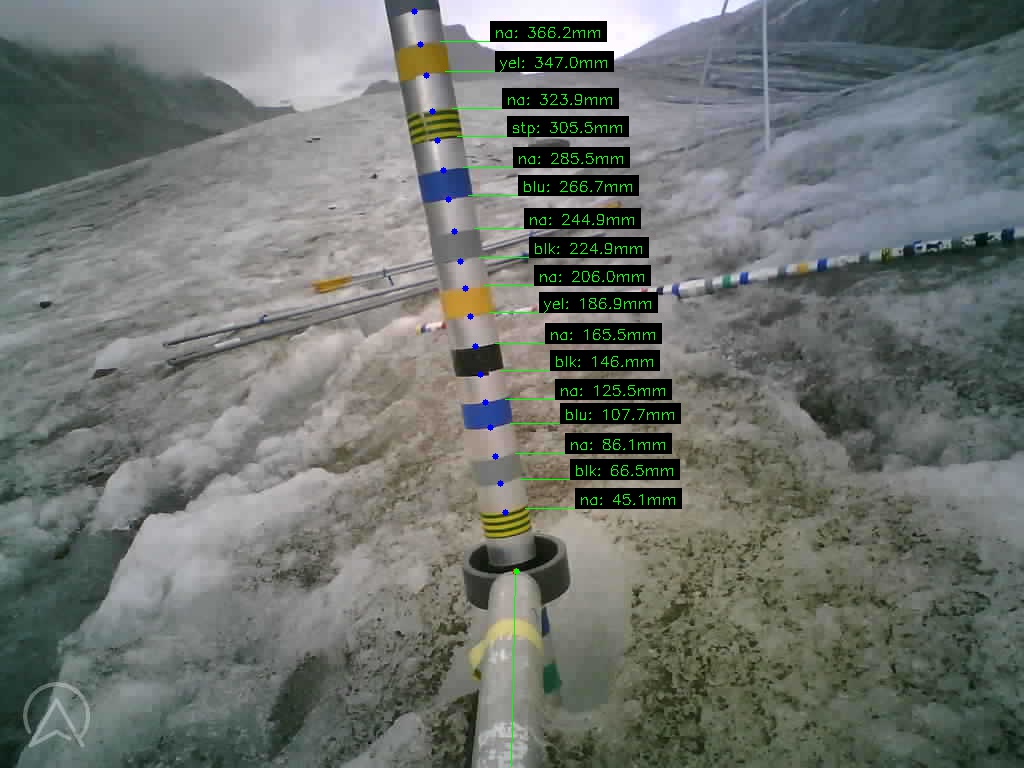 na: 366.2mm
yel: 347.0mm
na: 323.9mm
stp: 305.5mm
na: 285.5mm
blu: 266.7mm
na: 244.9mm
blk: 224.9mm
na: 206.0mm
yel: 186.9mm
na: 165.5mm
blk: 146.mm
na: 125.5mm
blu: 107.7mm
na: 86.1mm
blk: 66.5mm
na: 45.1mm